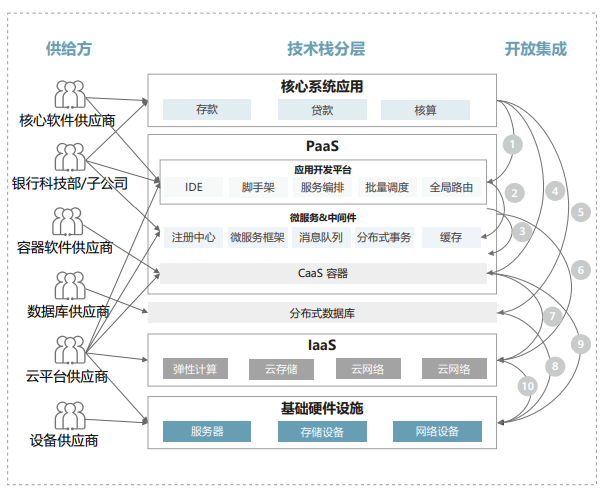 供给方
技术栈分层
开放集成
核心系统应用
存款
贷款
核算
核心软件供应商
PaaS
应用开发平台
IDE
脚手架
服务编排
批量调度
全局路由
银行科技部/子公司
微服务&中间件
注册中心
微服务框架
消息队列
分布式事务
缓存
容器软件供应商
CaaS 容器
数据库供应商
分布式数据库
IaaS
弹性计算
云存储
云网络
云网络
云平台供应商
基础硬件设施
服务器
存储设备
网络设备
设备供应商
1
2
3
4
5
6
7
8
9
10